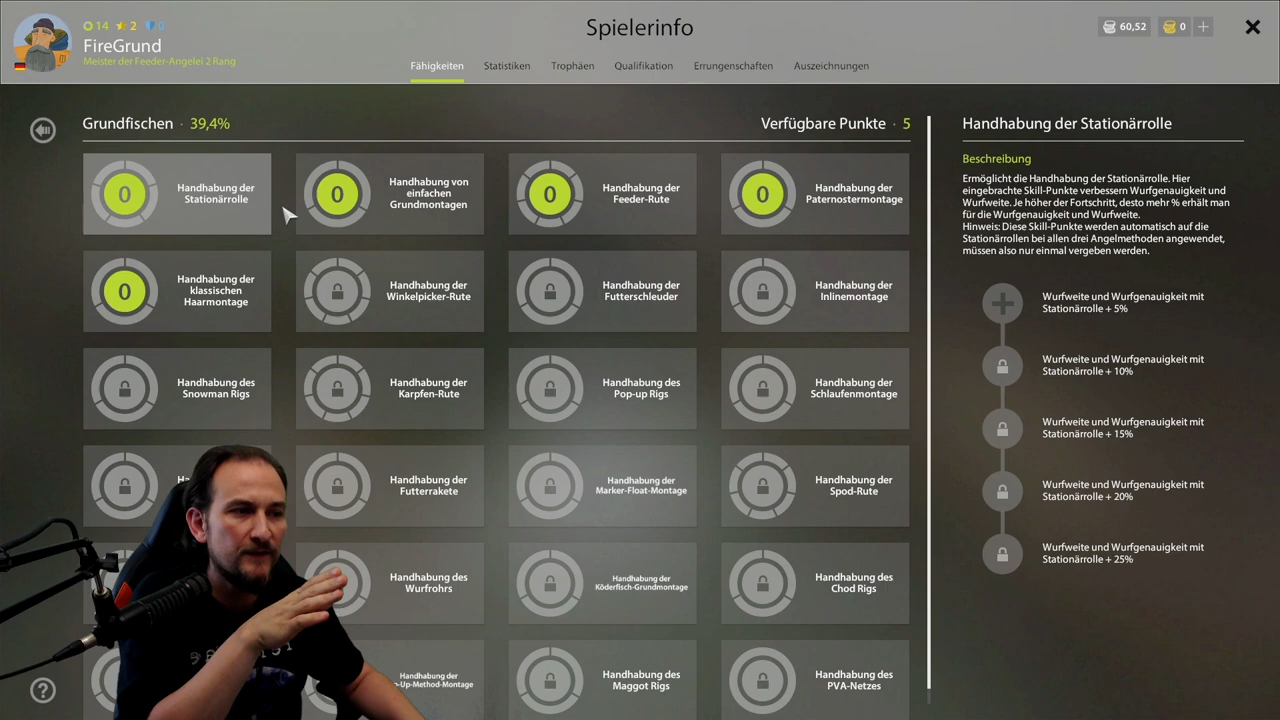 14 2 0
FireGrund
Meister der Feeder-Angelei 2 Rang
Spielerinfo
60,52
0
Fähigkeiten
Statistiken
Trophäen
Qualifikation
Errungenschaften
Auszeichnungen
Grundfischen · 39,4%
Verfügbare Punkte · 5
0
Handhabung der
Stationärrolle
0
Handhabung von
einfachen
Grundmontagen
0
Handhabung der
Feeder-Rute
0
Handhabung der
Paternostermontage
0
Handhabung der
klassischen
Haarmontage
Handhabung der
Winkelpicker-Rute
Handhabung der
Futterschleuder
Handhabung der
Inlinemontage
Handhabung des
Snowman Rigs
Handhabung der
Karpfen-Rute
Handhabung des
Pop-up Rigs
Handhabung der
Schlaufenmontage
Handhabung der
Futterrakete
Handhabung der
Marker-Float-Montage
Handhabung der
Spod-Rute
Handhabung des
Wurfrohrs
Handhabung der
Köderfisch-Grundmontage
Handhabung des
Chod Rigs
Handhabung der
-Up-Method-Montage
Handhabung des
Maggot Rigs
Handhabung des
PVA-Netzes
Handhabung der Stationärrolle
Beschreibung
Ermöglicht die Handhabung der Stationärrolle. Hier
eingebrachte Skill-Punkte verbessern Wurfgenauigkeit und
Wurfweite. Je höher der Fortschritt, desto mehr % erhält man
für die Wurfgenauigkeit und Wurfweite.
Hinweis: Diese Skill-Punkte werden automatisch auf die
Stationärrollen bei allen drei Angelmethoden angewendet,
müssen also nur einmal vergeben werden.
Wurfweite und Wurfgenauigkeit mit
Stationärrolle + 5%
Wurfweite und Wurfgenauigkeit mit
Stationärrolle + 10%
Wurfweite und Wurfgenauigkeit mit
Stationärrolle + 15%
Wurfweite und Wurfgenauigkeit mit
Stationärrolle + 20%
Wurfweite und Wurfgenauigkeit mit
Stationärrolle + 25%
?